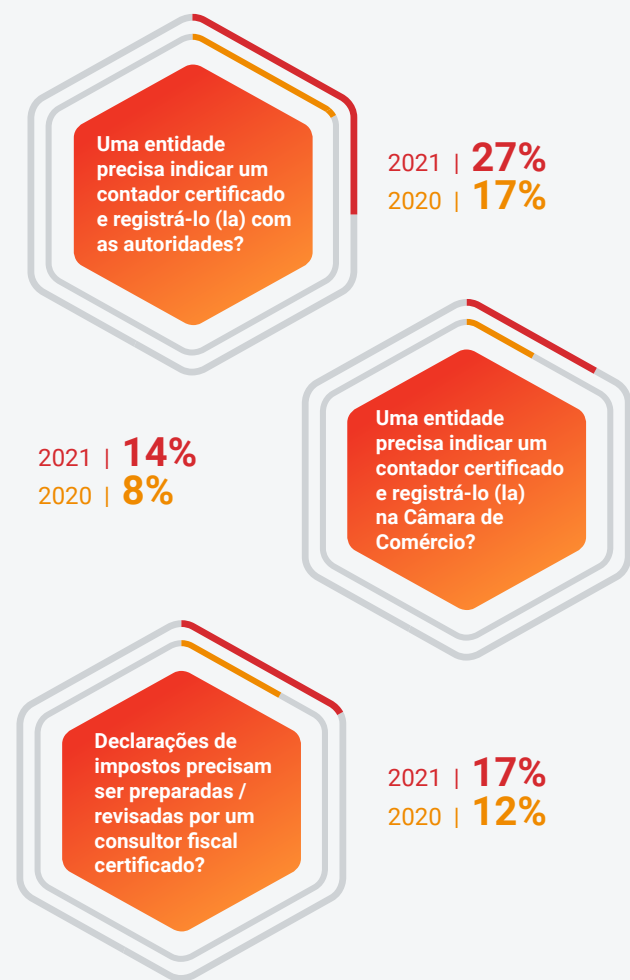 Uma entidade
precisa indicar um
contador certificado
e registrá-lo (la) com
as autoridades?
2021 | 27%
2020 | 17%
Uma entidade
precisa indicar um
contador certificado
e registrá-lo (la)
na Câmara de
Comércio?
2021 | 14%
2020 | 8%
Declarações de
impostos precisam
ser preparadas /
revisadas por um
consultor fiscal
certificado?
2021 | 17%
2020 | 12%